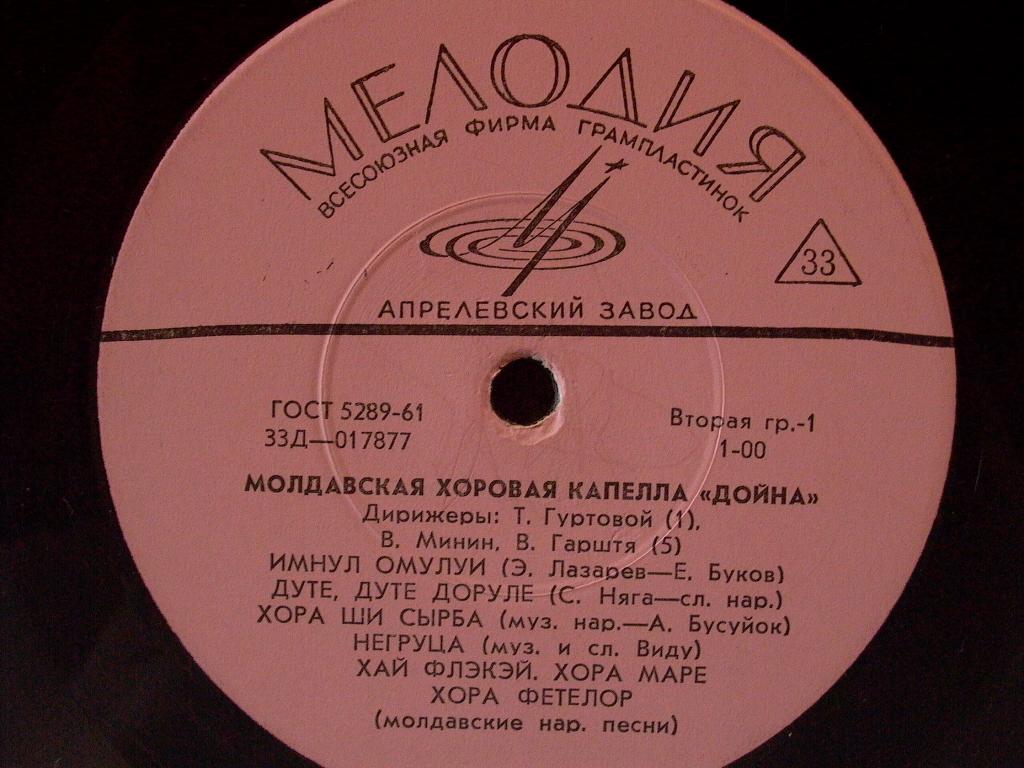 МЕЛОДИЯ
ВСЕСОЮЗНАЯ ФИРМА ГРАМПЛАСТИНОК
33
АПРЕЛЕВСКИЙ ЗАВОД
ГОСТ 5289-61
33Д—017877
Вторая гр.-1
1-00
МОЛДАВСКАЯ ХОРОВАЯ КАПЕЛЛА «ДОЙНА»
Дирижеры: Т. Гуртовой (1),
В. Минин, В. Гарштя (5)
ИМНУЛ ОМУЛУИ (Э. Лазарев—Е. Буков)
ДУТЕ, ДУТЕ ДОРУЛЕ (С. Няга—сл. нар.)
ХОРА ШИ СЫРБА (муз. нар.—А. Бусуйок)
НЕГРУЦА (муз. и сл. Виду)
ХАЙ ФЛЭКЭЙ. ХОРА МАРЕ
ХОРА ФЕТЕЛОР
(молдавские нар. песни)